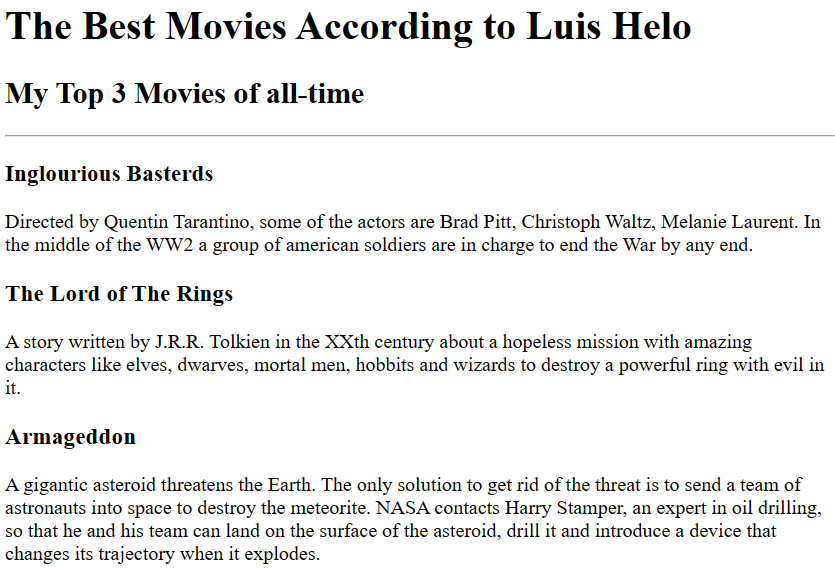 The Best Movies According to Luis Helo
My Top 3 Movies of all-time
Inglourious Basterds
Directed by Quentin Tarantino, some of the actors are Brad Pitt, Christoph Waltz, Melanie Laurent. In
the middle of the WW2 a group of american soldiers are in charge to end the War by any end.
The Lord of The Rings
A story written by J.R.R. Tolkien in the XXth century about a hopeless mission with amazing
characters like elves, dwarves, mortal men, hobbits and wizards to destroy a powerful ring with evil in
it.
Armageddon
A gigantic asteroid threatens the Earth. The only solution to get rid of the threat is to send a team of
astronauts into space to destroy the meteorite. NASA contacts Harry Stamper, an expert in oil drilling,
so that he and his team can land on the surface of the asteroid, drill it and introduce a device that
changes its trajectory when it explodes.